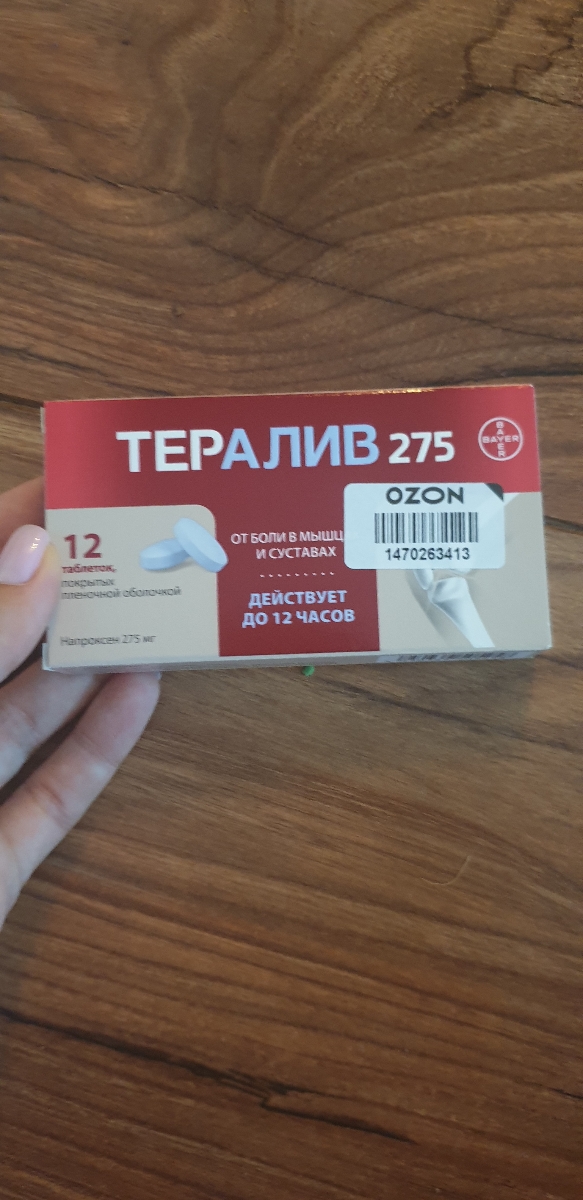 ТЕРАЛИВ 275
BAYER
BAYER
OZON
1470263413
12
таблеток,
покрытых
пленочной оболочкой
Напроксен 275 мг
ОТ БОЛИ В
И СУСТАВАХ
ДЕЙСТВУЕТ
ДО 12 ЧАСОВ